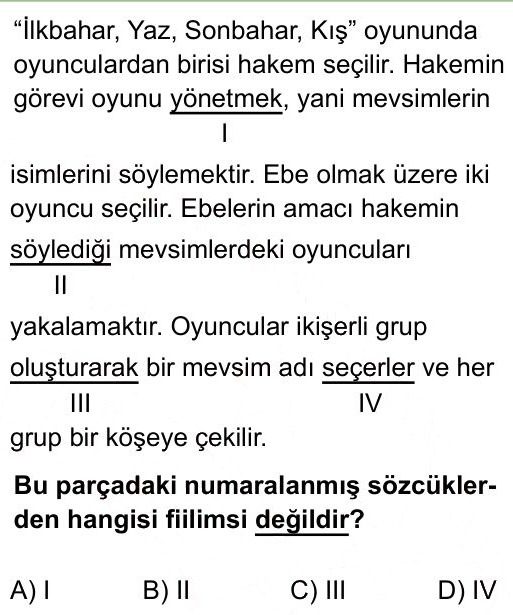 “İlkbahar, Yaz, Sonbahar, Kış” oyununda
oyunculardan birisi hakem seçilir. Hakemin
görevi oyunu yönetmek, yani mevsimlerin
I
isimlerini söylemektir. Ebe olmak üzere iki
oyuncu seçilir. Ebelerin amacı hakemin
söylediği mevsimlerdeki oyuncuları
II
yakalamaktır. Oyuncular ikişerli grup
oluşturarak bir mevsim adı seçerler ve her
III IV
grup bir köşeye çekilir.
Bu parçadaki numaralanmış sözcükler-
den hangisi fiilimsi değildir?
A) I B) II C) III D) IV